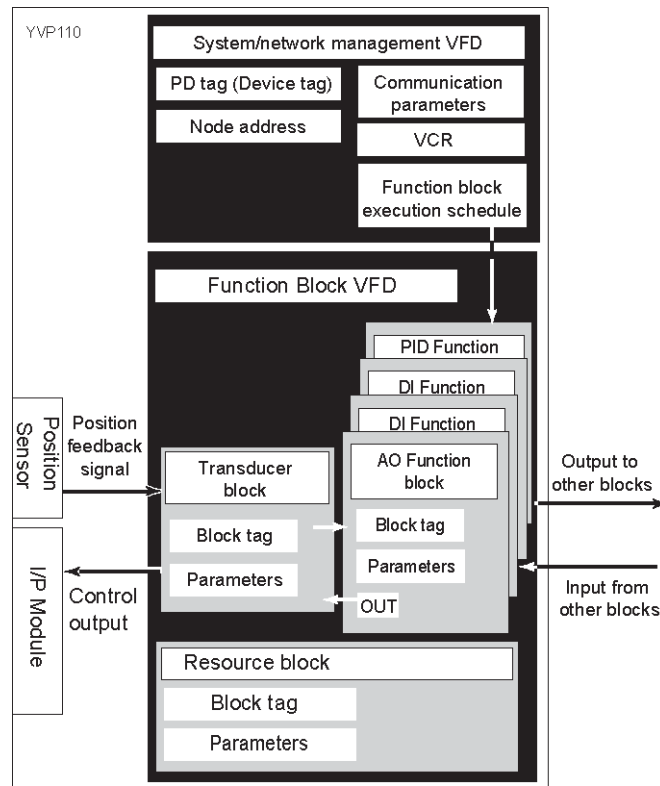 YVP110
System/network management VFD
PD tag (Device tag)
Node address
Communication
parameters
VCR
Function block
execution schedule
Function Block VFD
PID Function
DI Function
DI Function
AO Function
block
Block tag
Parameters
OUT
Position
Sensor
Position
feedback
signal
Transducer
block
Block tag
Parameters
I/P Module
Control
output
Output to
other blocks
Input from
other blocks
Resource block
Block tag
Parameters